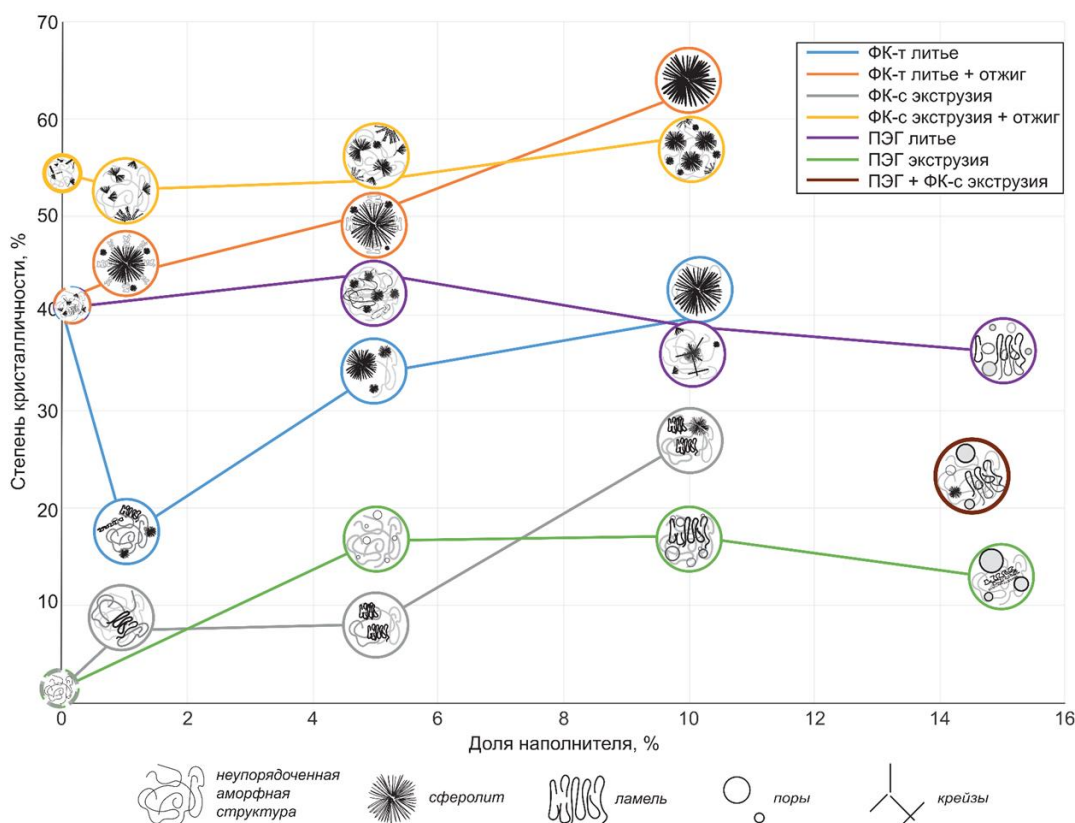 70
60
50
40
30
20
10
0
2
4
6
8
10
12
14
16
Степень кристалличности, %
Доля наполнителя, %
ФК-т литье
ФК-т литье + отжиг
ФК-с экструзия
ФК-с экструзия + отжиг
ПЭГ литье
ПЭГ экструзия
ПЭГ + ФК-с экструзия
неупорядоченная
аморфная
структура
сферолит
ламель
поры
крейзы